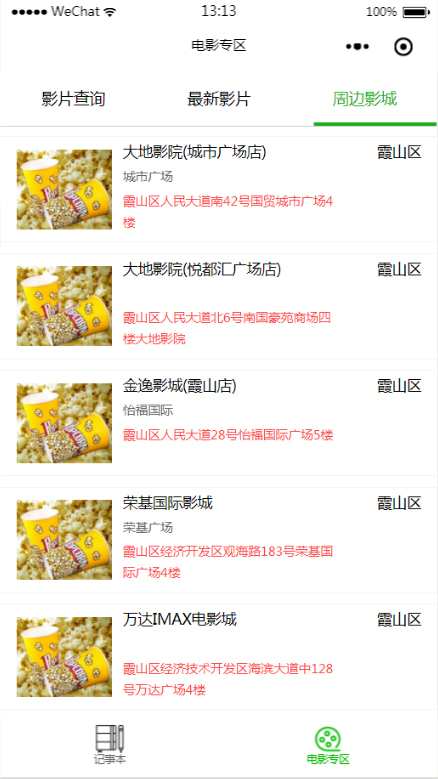 WeChat 13:13 100%
电影专区
影片查询 最新影片 周边影城
大地影院(城市广场店) 霞山区
城市广场
霞山区人民大道南42号国贸城市广场4
楼
大地影院(悦都汇广场店) 霞山区
霞山区人民大道北6号南国豪苑商场四
楼大地影院
金逸影城(霞山店) 霞山区
怡福国际
霞山区人民大道28号怡福国际广场5楼
荣基国际影城 霞山区
荣基广场
霞山区经济开发区观海路183号荣基国
际广场4楼
万达IMAX电影城 霞山区
霞山区经济技术开发区海滨大道中128
号万达广场4楼
记事本 电影专区